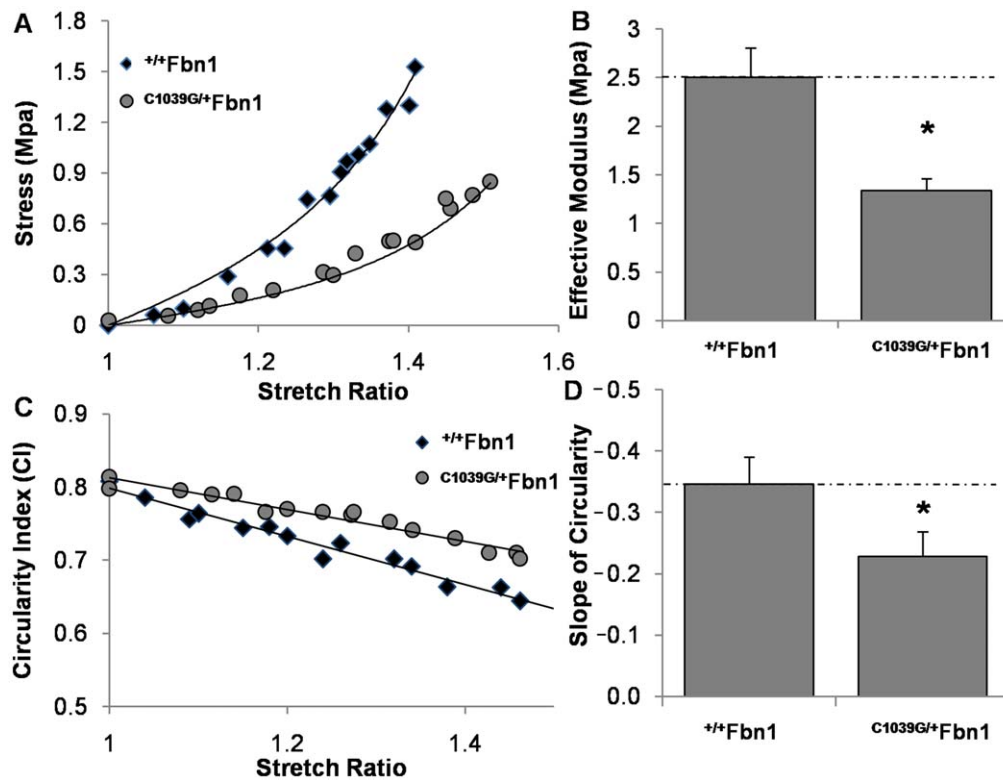 A
Stress (Mpa)
1.8
1.5
1.2
0.9
0.6
0.3
0
+/+Fbn1
C1039G/+Fbn1
1
1.2
1.4
1.6
Stretch Ratio
B
Effective Modulus (Mpa)
3
2.5
2
1.5
1
0.5
0
*
+/+Fbn1
C1039G/+Fbn1
C
Circularity Index (CI)
0.9
0.8
0.7
0.6
0.5
+/+Fbn1
C1039G/+Fbn1
1
1.2
1.4
Stretch Ratio
D
Slope of Circularity
-0.5
-0.4
-0.3
-0.2
-0.1
0.0
*
+/+Fbn1
C1039G/+Fbn1